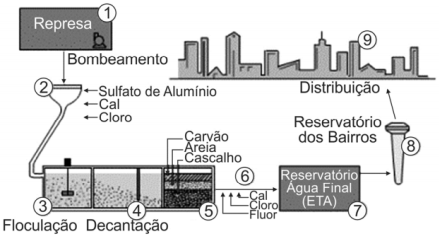 1
Represa
Bombeamento
2
Sulfato de Alumínio
Cal
Cloro
Carvão
Areia
Cascalho
3
4
5
Floculação
Decantação
6
Cal
Cloro
Fluor
Reservatório
Água Final
(ETA)
7
Reservatório
dos Bairros
8
9
Distribuição